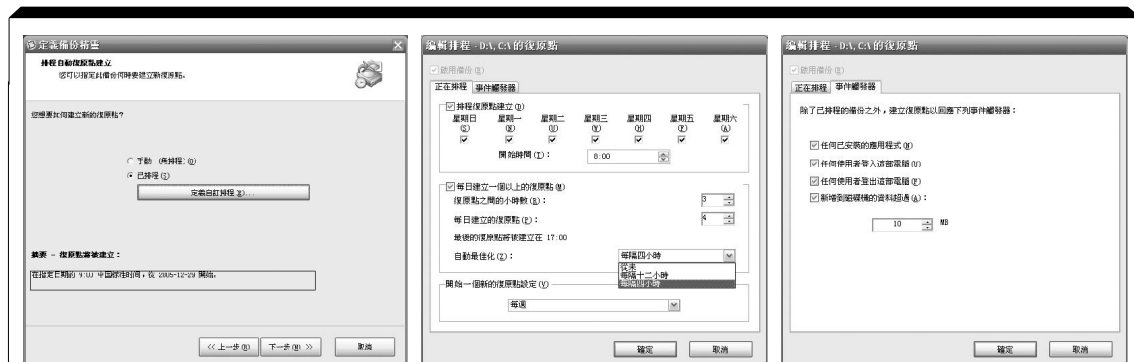 定義備份精靈
排程自動復原點建立
您可以指定此備份何時要建立新復原點。
您想要如何建立新的復原點?
手動 (無排程:(O)
已排程(S)
定義自訂排程(X)...
摘要 - 復原點當被建立:
在指定日期的 9:00 中国标准时间,從 2005-12-29 開始。
<< 上一步(B)
下一步(N) >>
取消
編輯排程 - D:\, C:\ 的復原點
啟用備份(E)
正在排程
事件觸發器
排程復原點建立(D)
星期日 星期一 星期二 星期三 星期四 星期五 星期六
(S) (N) (U) (Y) (H) (F) (A)
開始時間(T):
8:00
每日建立一個以上的復原點(M)
復原點之間的小時數(R):
3
每日建立的復原點(P):
4
最後的復原點將被建立在 17:00
自動最佳化(Z):
每隔四小時
從來
每隔十二小時
每隔四小時
開始一個新的復原點設定(V)
每週
確定
取消
編輯排程 - D:\, C:\ 的復原點
啟用備份(E)
正在排程
事件觸發器
除了已排程的備份之外,建立復原點以回應下列事件觸發器:
任何已安裝的應用程式(N)
任何使用者登入這部電腦(U)
任何使用者登出這部電腦(F)
新增到磁碟機的資料超過(A):
10 MB
確定
取消